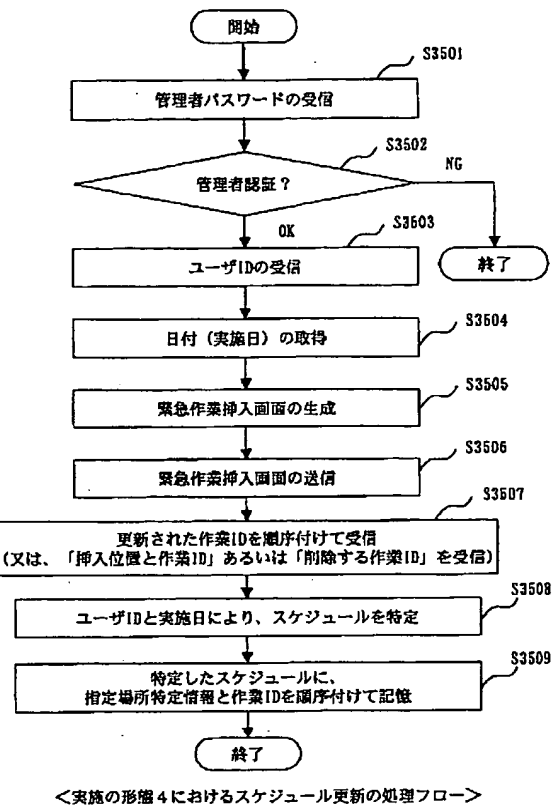 開始
S3501
管理者パスワードの受信
S3502
管理者認証？
NG
OK
S3503
ユーザIDの受信
終了
S3504
日付（実施日）の取得
S3505
緊急作業挿入画面の生成
S3506
緊急作業挿入画面の送信
S3507
更新された作業IDを順序付けて受信
（又は、「挿入位置と作業ID」あるいは「削除する作業ID」を受信）
S3508
ユーザIDと実施日により、スケジュールを特定
S3509
特定したスケジュールに、
指定場所特定情報と作業IDを順序付けて記憶
終了
＜実施の形態４におけるスケジュール更新の処理フロー＞